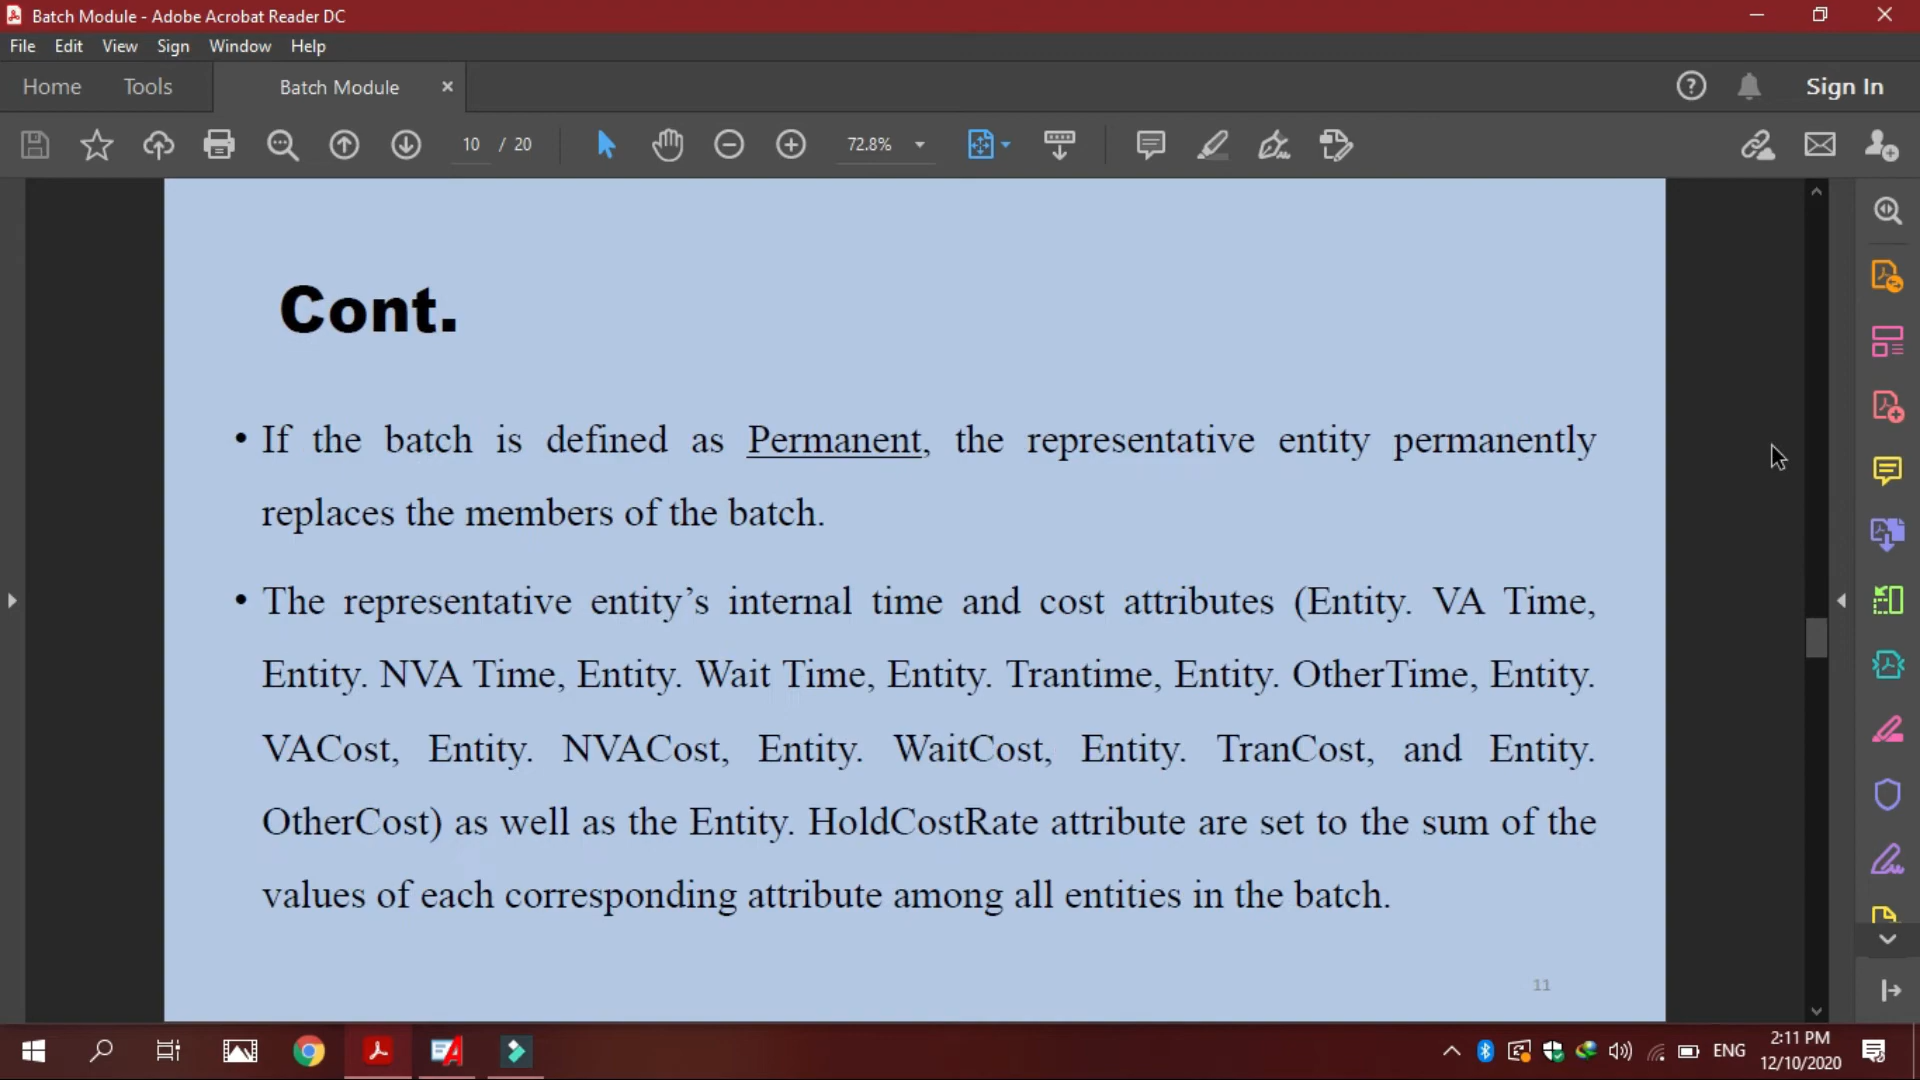 Batch Module - Adobe Acrobat Reader DC
File Edit View Sign Window Help
Home Tools Batch Module × Sign In
10 / 20 72.8%
Cont.
• If the batch is defined as Permanent, the representative entity permanently
replaces the members of the batch.
• The representative entity’s internal time and cost attributes (Entity. VA Time,
Entity. NVA Time, Entity. Wait Time, Entity. Trantime, Entity. OtherTime, Entity.
VACost, Entity. NVACost, Entity. WaitCost, Entity. TranCost, and Entity.
OtherCost) as well as the Entity. HoldCostRate attribute are set to the sum of the
values of each corresponding attribute among all entities in the batch.
11
ENG
2:11 PM
12/10/2020